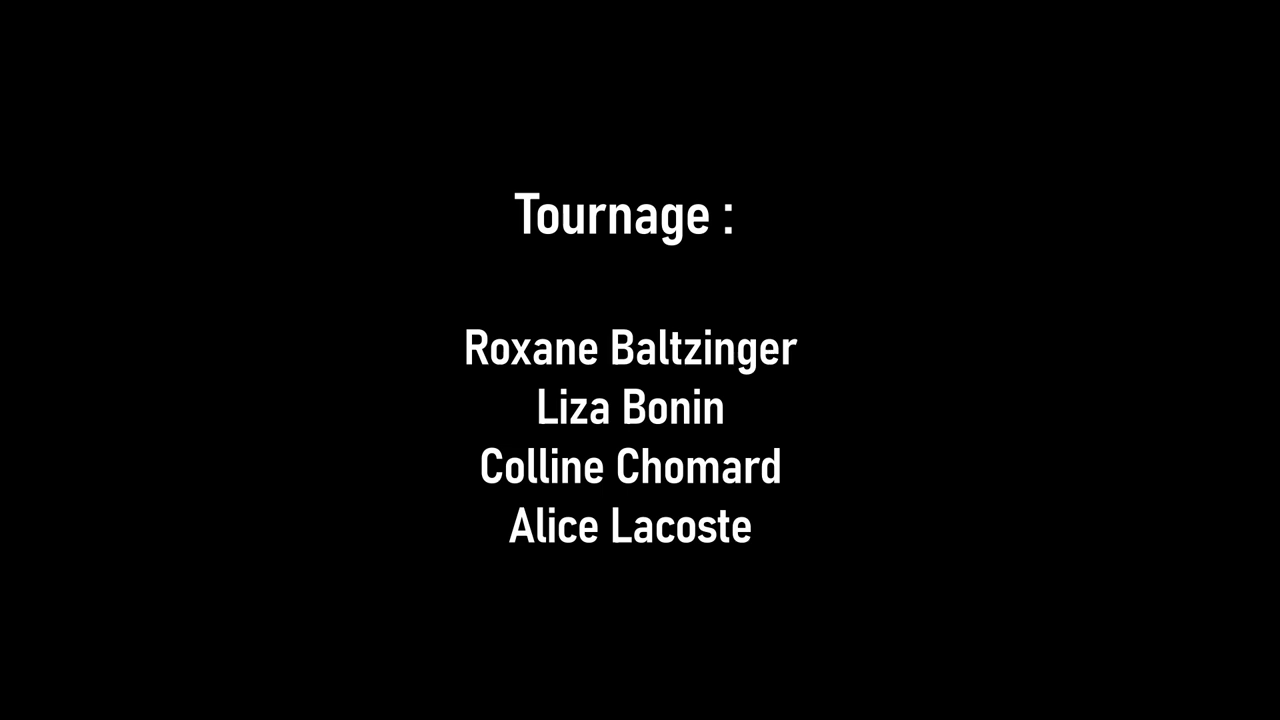 Tournage :
Roxane Baltzinger
Liza Bonin
Colline Chomard
Alice Lacoste